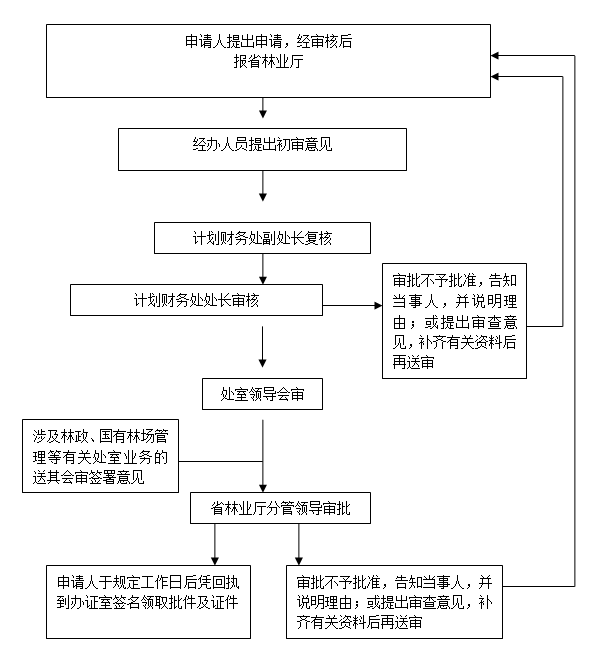 申请人提出申请，经审核后
报省林业厅
经办人员提出初审意见
计划财务处副处长复核
计划财务处处长审核
审批不予批准，告知
当事人，并说明理
由；或提出审查意
见，补齐有关资料后
再送审
处室领导会审
涉及林政、国有林场管
理等有关处室业务的
送其会审签署意见
省林业厅分管领导审批
申请人于规定工作日后凭回执
到办证室签名领取批件及证件
审批不予批准，告知当事人，并
说明理由；或提出审查意见，补
齐有关资料后再送审